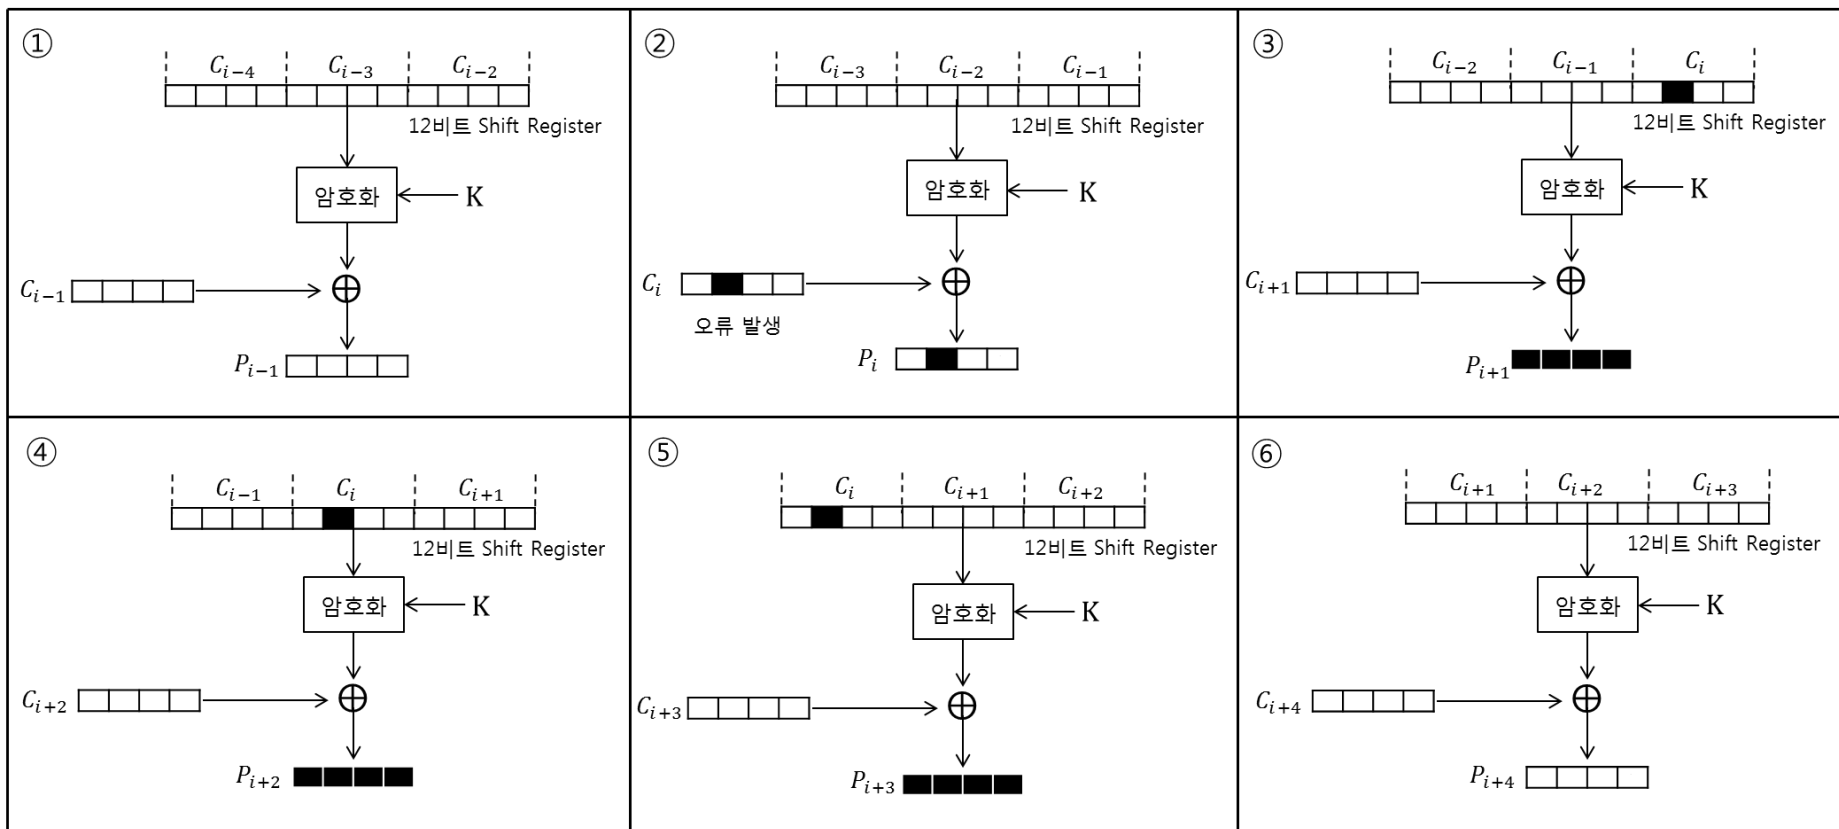 ①
C_{i-4} C_{i-3} C_{i-2}
12비트 Shift Register
암호화 K
C_{i-1}
P_{i-1}
②
C_{i-3} C_{i-2} C_{i-1}
12비트 Shift Register
암호화 K
C_i
오류 발생
P_i
③
C_{i-2} C_{i-1} C_i
12비트 Shift Register
암호화 K
C_{i+1}
P_{i+1}
④
C_{i-1} C_i C_{i+1}
12비트 Shift Register
암호화 K
C_{i+2}
P_{i+2}
⑤
C_i C_{i+1} C_{i+2}
12비트 Shift Register
암호화 K
C_{i+3}
P_{i+3}
⑥
C_{i+1} C_{i+2} C_{i+3}
12비트 Shift Register
암호화 K
C_{i+4}
P_{i+4}